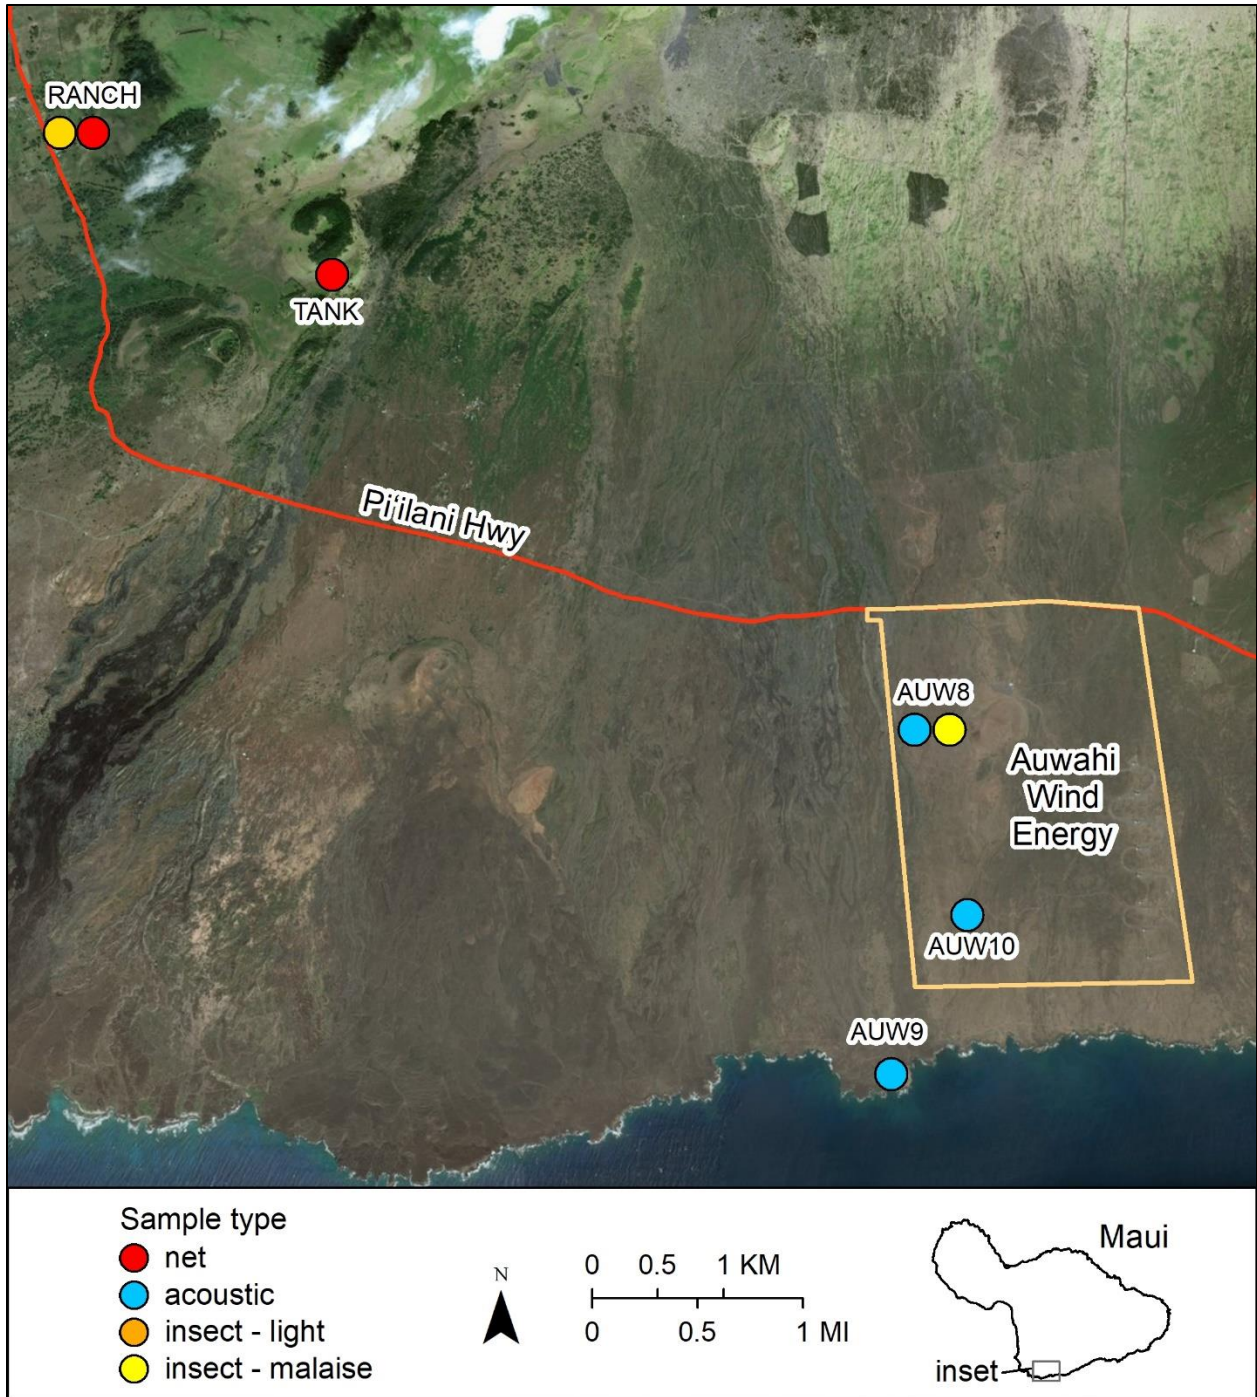 RANCH
TANK
Pi‘ilani Hwy
AUW8
Auwahi
Wind
Energy
AUW10
AUW9
Sample type
net
acoustic
insect - light
insect - malaise
N
0 0.5 1 KM
0 0.5 1 MI
Maui
inset